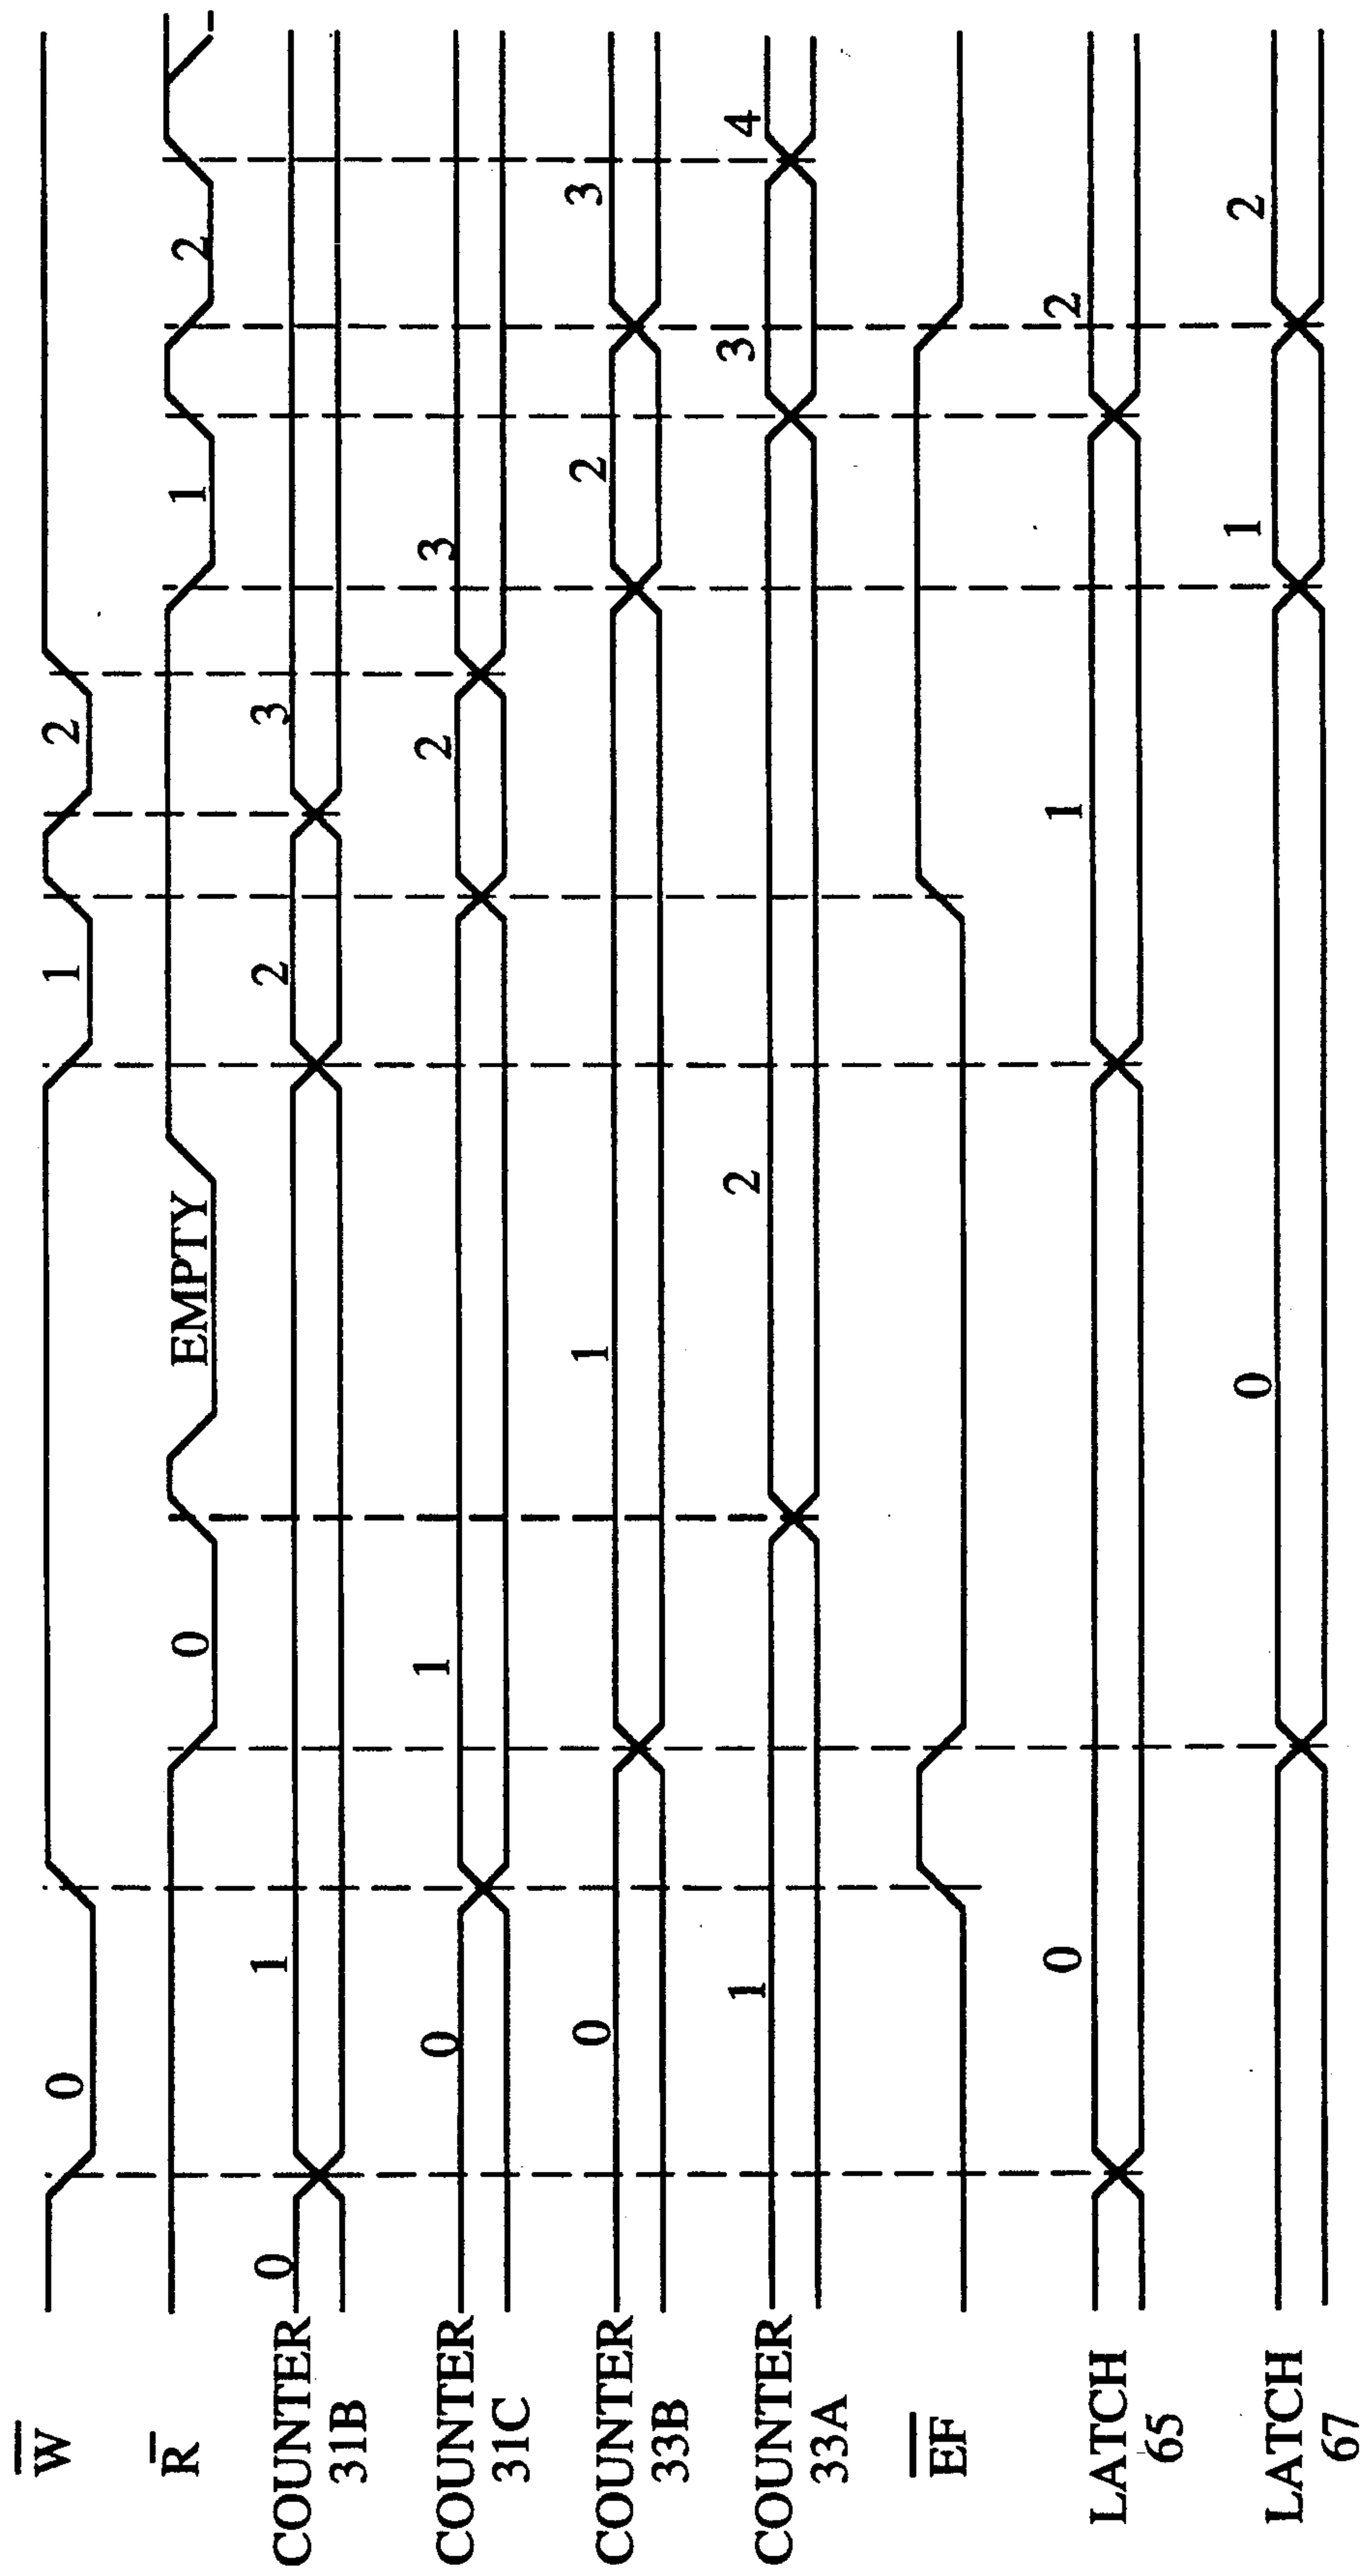 W̅ 0 1 2
R̅ 0 EMPTY 1 2
COUNTER 0 1 2 3
31B
COUNTER 0 1 2 3
31C
COUNTER 0 1 2 3
33B
COUNTER 1 2 3 4
33A
E̅F̅
LATCH 0 1 2
65
LATCH 0 1 2
67